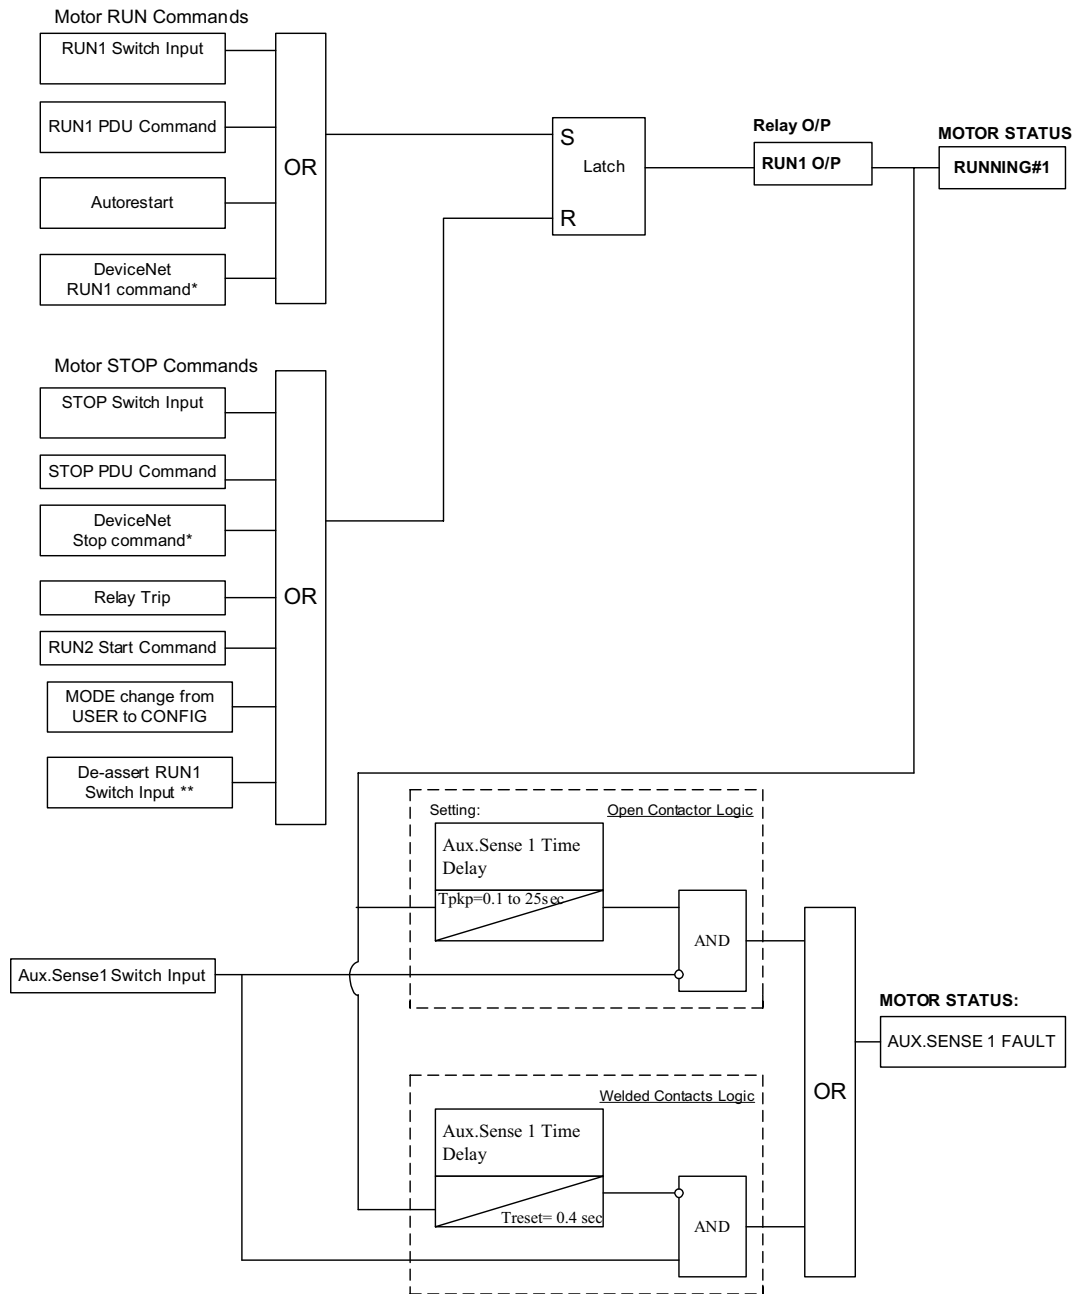 Motor RUN Commands
RUN1 Switch Input
RUN1 PDU Command
Autorestart
DeviceNet
RUN1 command*
OR
S
Latch
R
Relay O/P
RUN1 O/P
MOTOR STATUS
RUNNING#1
Motor STOP Commands
STOP Switch Input
STOP PDU Command
DeviceNet
Stop command*
Relay Trip
RUN2 Start Command
MODE change from
USER to CONFIG
De-assert RUN1
Switch Input **
OR
Setting:
Open Contactor Logic
Aux.Sense 1 Time
Delay
Tpkp=0.1 to 25sec
AND
Aux.Sense1 Switch Input
MOTOR STATUS:
AUX.SENSE 1 FAULT
OR
Welded Contacts Logic
Aux.Sense 1 Time
Delay
Treset= 0.4 sec
AND